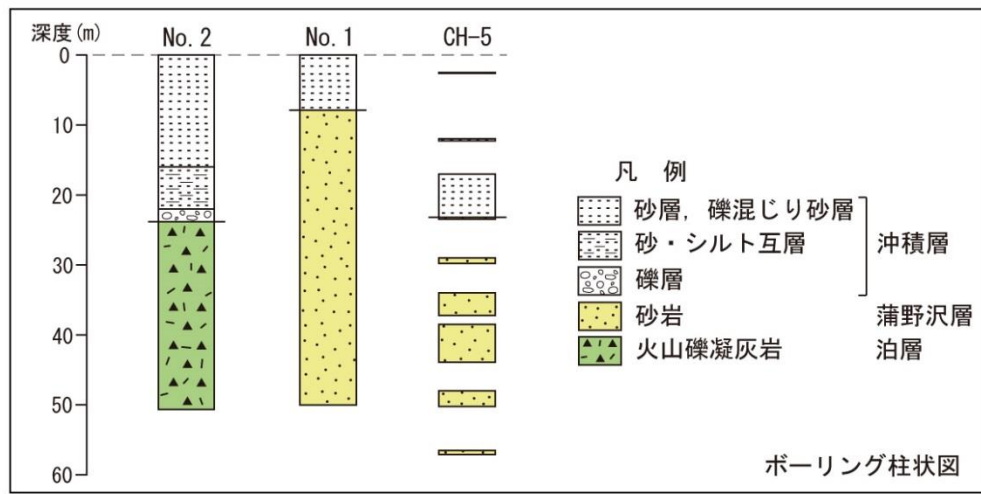 深度(m)
No. 2
No. 1
CH-5
0
10
20
30
40
50
60
凡 例
砂層，礫混じり砂層
砂・シルト互層
沖積層
礫層
砂岩
蒲野沢層
火山礫凝灰岩
泊層
ボーリング柱状図